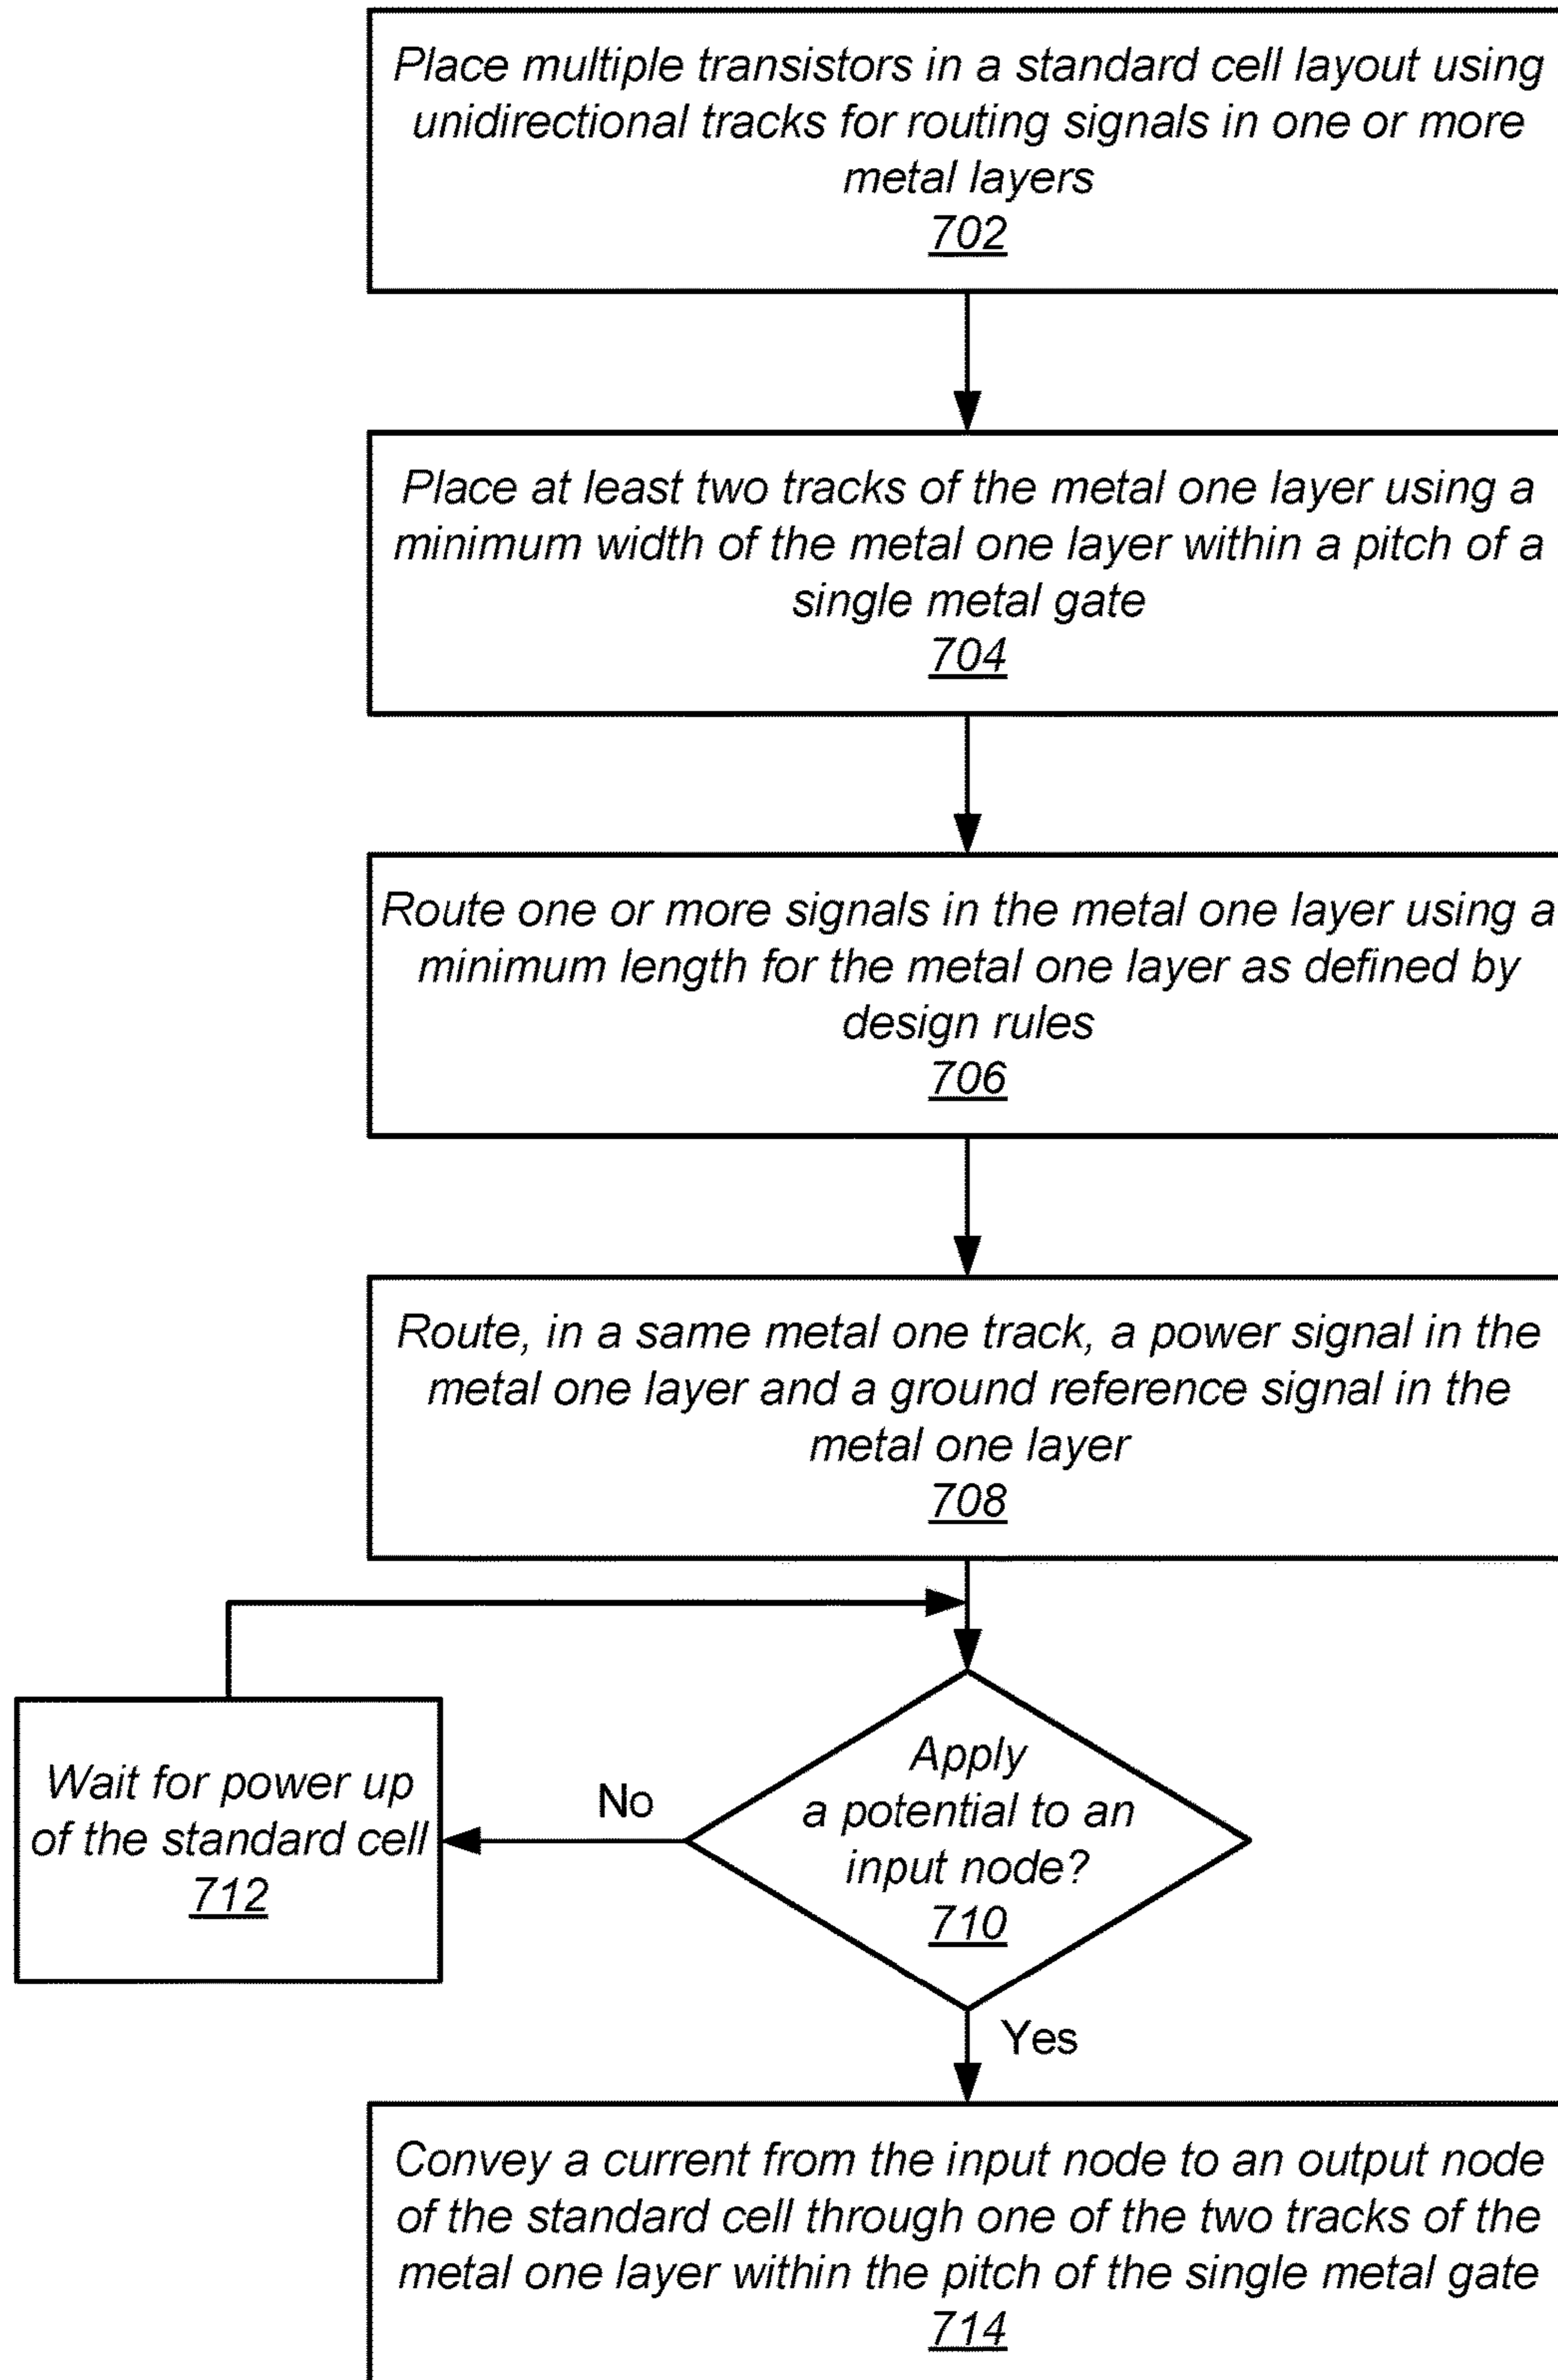 Place multiple transistors in a standard cell layout using
unidirectional tracks for routing signals in one or more
metal layers
702
Place at least two tracks of the metal one layer using a
minimum width of the metal one layer within a pitch of a
single metal gate
704
Route one or more signals in the metal one layer using a
minimum length for the metal one layer as defined by
design rules
706
Route, in a same metal one track, a power signal in the
metal one layer and a ground reference signal in the
metal one layer
708
Apply
a potential to an
input node?
710
No
Wait for power up
of the standard cell
712
Yes
Convey a current from the input node to an output node
of the standard cell through one of the two tracks of the
metal one layer within the pitch of the single metal gate
714